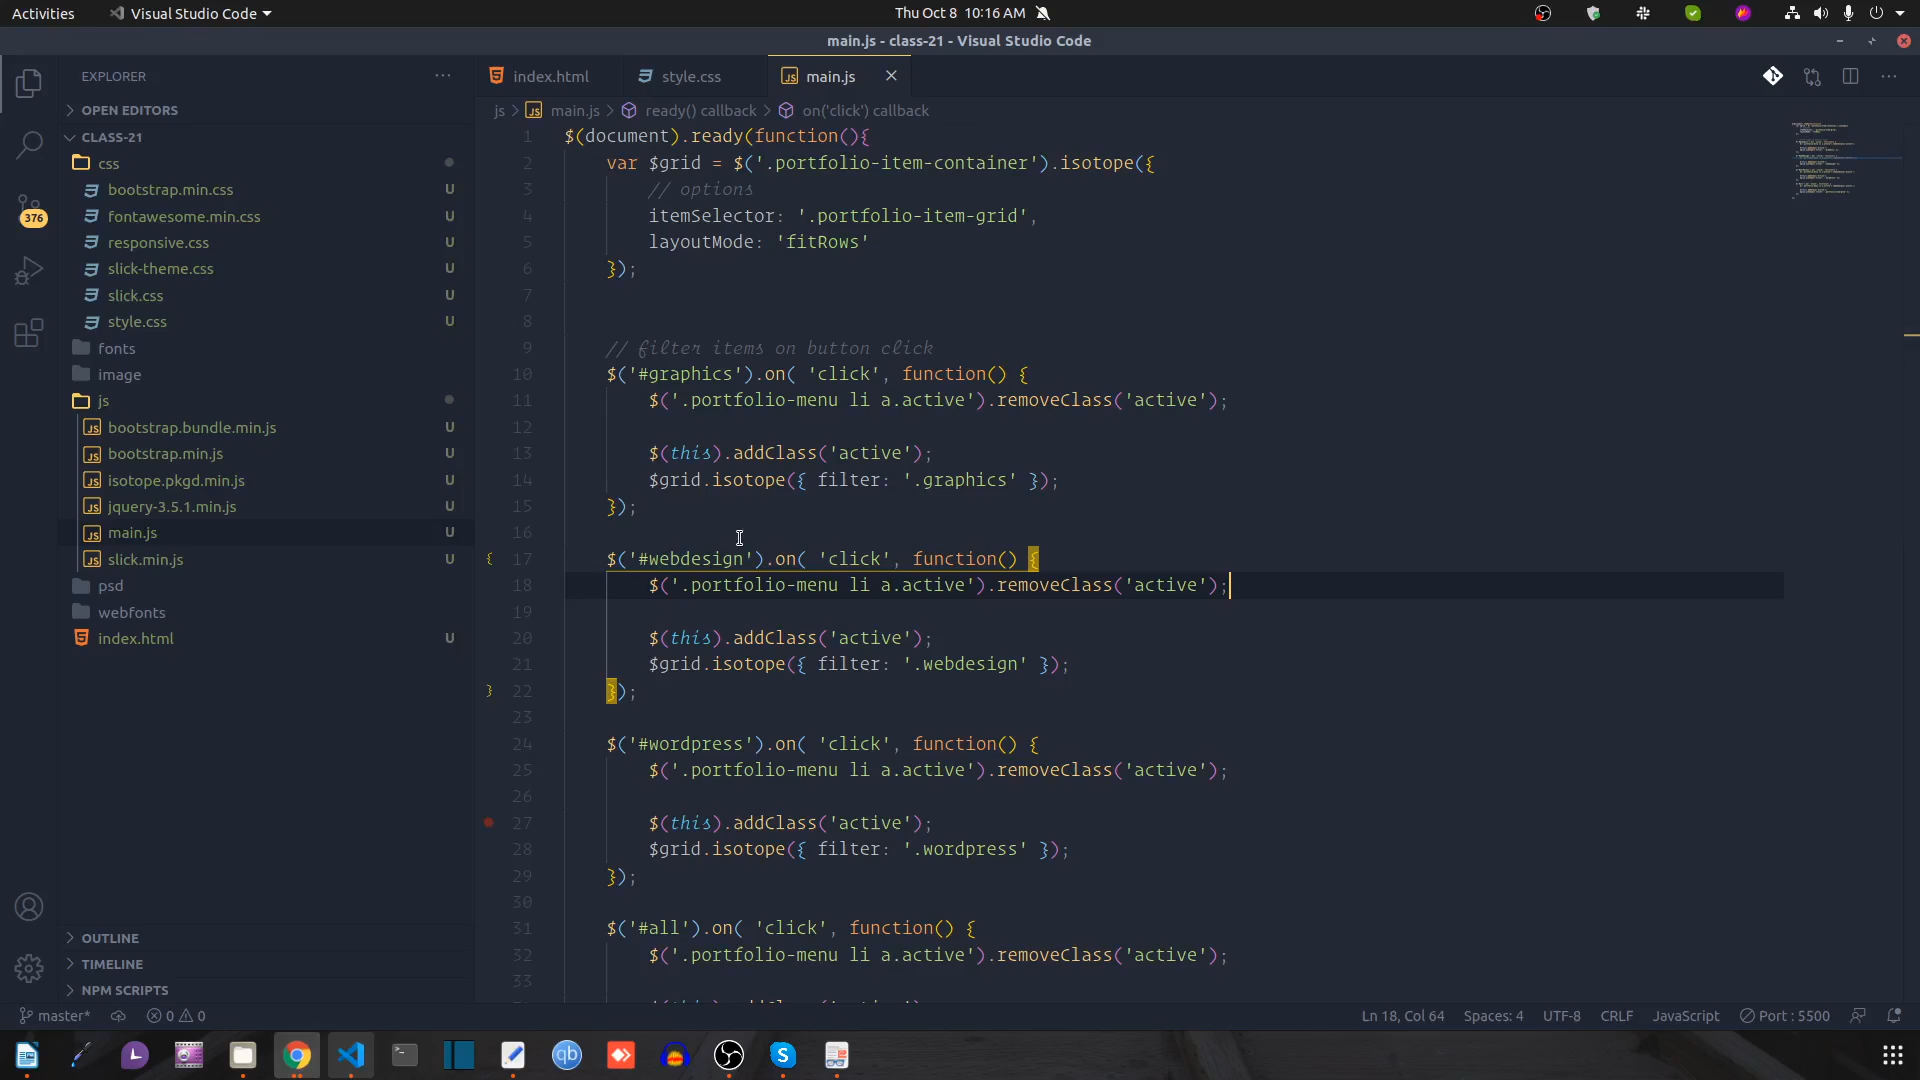 Activities Visual Studio Code Thu Oct 8 10:16 AM
main.js - class-21 - Visual Studio Code
EXPLORER ··· index.html style.css main.js
js > main.js > ready() callback > on('click') callback
OPEN EDITORS
CLASS-21
css
bootstrap.min.css U
fontawesome.min.css U
responsive.css U
slick-theme.css U
slick.css U
style.css U
fonts
image
js
bootstrap.bundle.min.js U
bootstrap.min.js U
isotope.pkgd.min.js U
jquery-3.5.1.min.js U
main.js U
slick.min.js U
psd
webfonts
index.html U
376
OUTLINE
TIMELINE
NPM SCRIPTS
1 $(document).ready(function(){
2 var $grid = $('.portfolio-item-container').isotope({
3 // options
4 itemSelector: '.portfolio-item-grid',
5 layoutMode: 'fitRows'
6 });
7
8
9 // filter items on button click
10 $('#graphics').on( 'click', function() {
11 $('.portfolio-menu li a.active').removeClass('active');
12
13 $(this).addClass('active');
14 $grid.isotope({ filter: '.graphics' });
15 });
16
17 $('#webdesign').on( 'click', function() {
18 $('.portfolio-menu li a.active').removeClass('active');
19
20 $(this).addClass('active');
21 $grid.isotope({ filter: '.webdesign' });
22 });
23
24 $('#wordpress').on( 'click', function() {
25 $('.portfolio-menu li a.active').removeClass('active');
26
27 $(this).addClass('active');
28 $grid.isotope({ filter: '.wordpress' });
29 });
30
31 $('#all').on( 'click', function() {
32 $('.portfolio-menu li a.active').removeClass('active');
33
master* 0 0 Ln 18, Col 64 Spaces: 4 UTF-8 CRLF JavaScript Port : 5500
qb